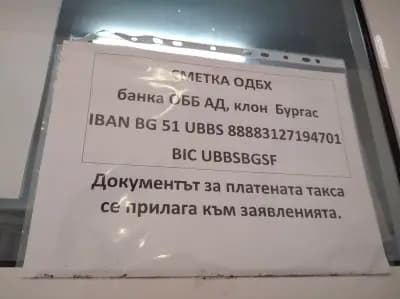 СМЕТКА ОДБХ
банка ОББ АД, клон Бургас
IBAN BG 51 UBBS 88883127194701
BIC UBBSBGSF
Документът за платената такса
се прилага към заявленията.